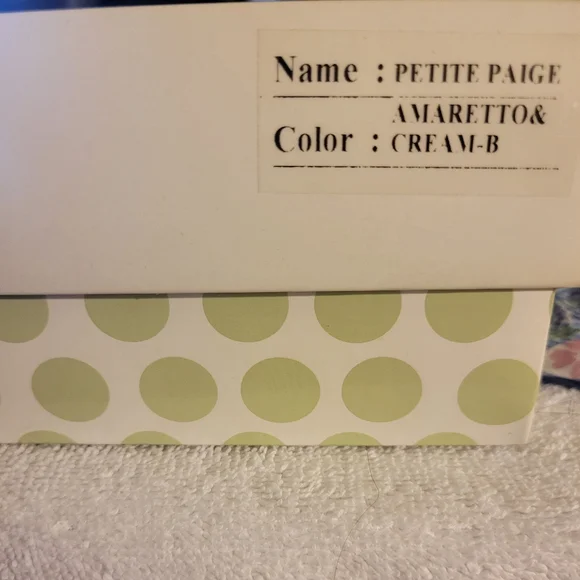 Name : PETITE PAIGE
AMARETTO&
Color : CREAM-B